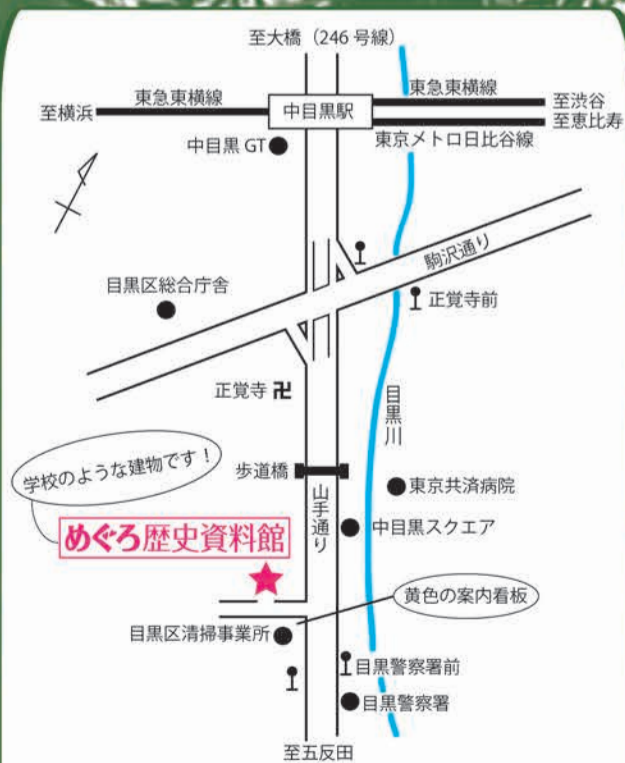 至大橋（246 号線）
東急東横線
東急東横線
至横浜
中目黒駅
至渋谷
至恵比寿
東京メトロ日比谷線
中目黒 GT
駒沢通り
目黒区総合庁舎
正覚寺前
正覚寺 卍
目黒川
学校のような建物です！
歩道橋
山手通り
東京共済病院
中目黒スクエア
めぐろ歴史資料館
黄色の案内看板
目黒区清掃事業所
目黒警察署前
目黒警察署
至五反田